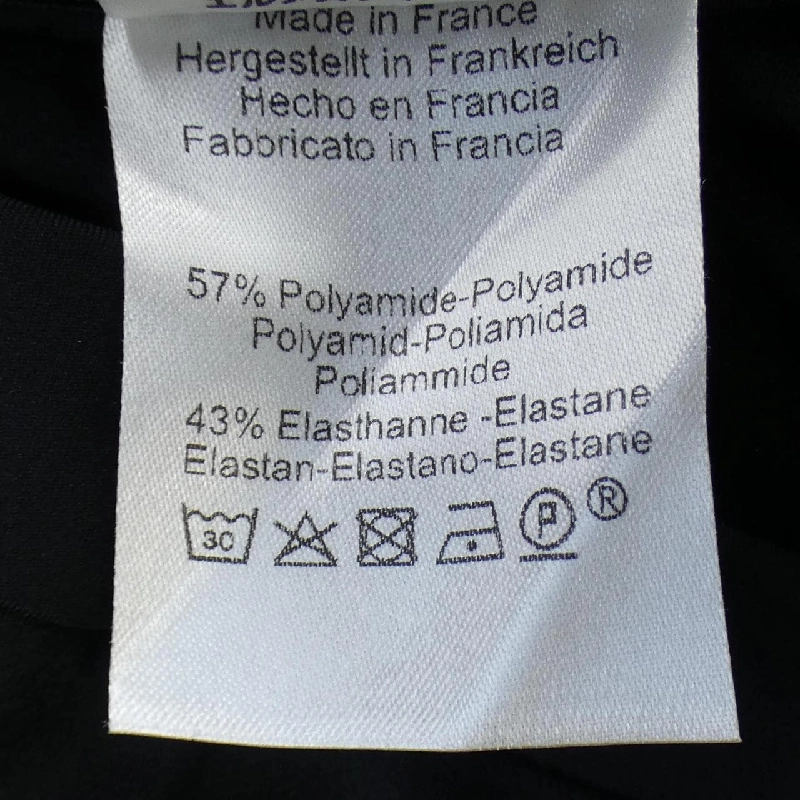 Made in France
Hergestellt in Frankreich
Hecho en Francia
Fabbricato in Francia
57% Polyamide-Polyamide
Polyamid-Poliamida
Poliammide
43% Elasthanne -Elastane
Elastan-Elastano-Elastane
30 P ®